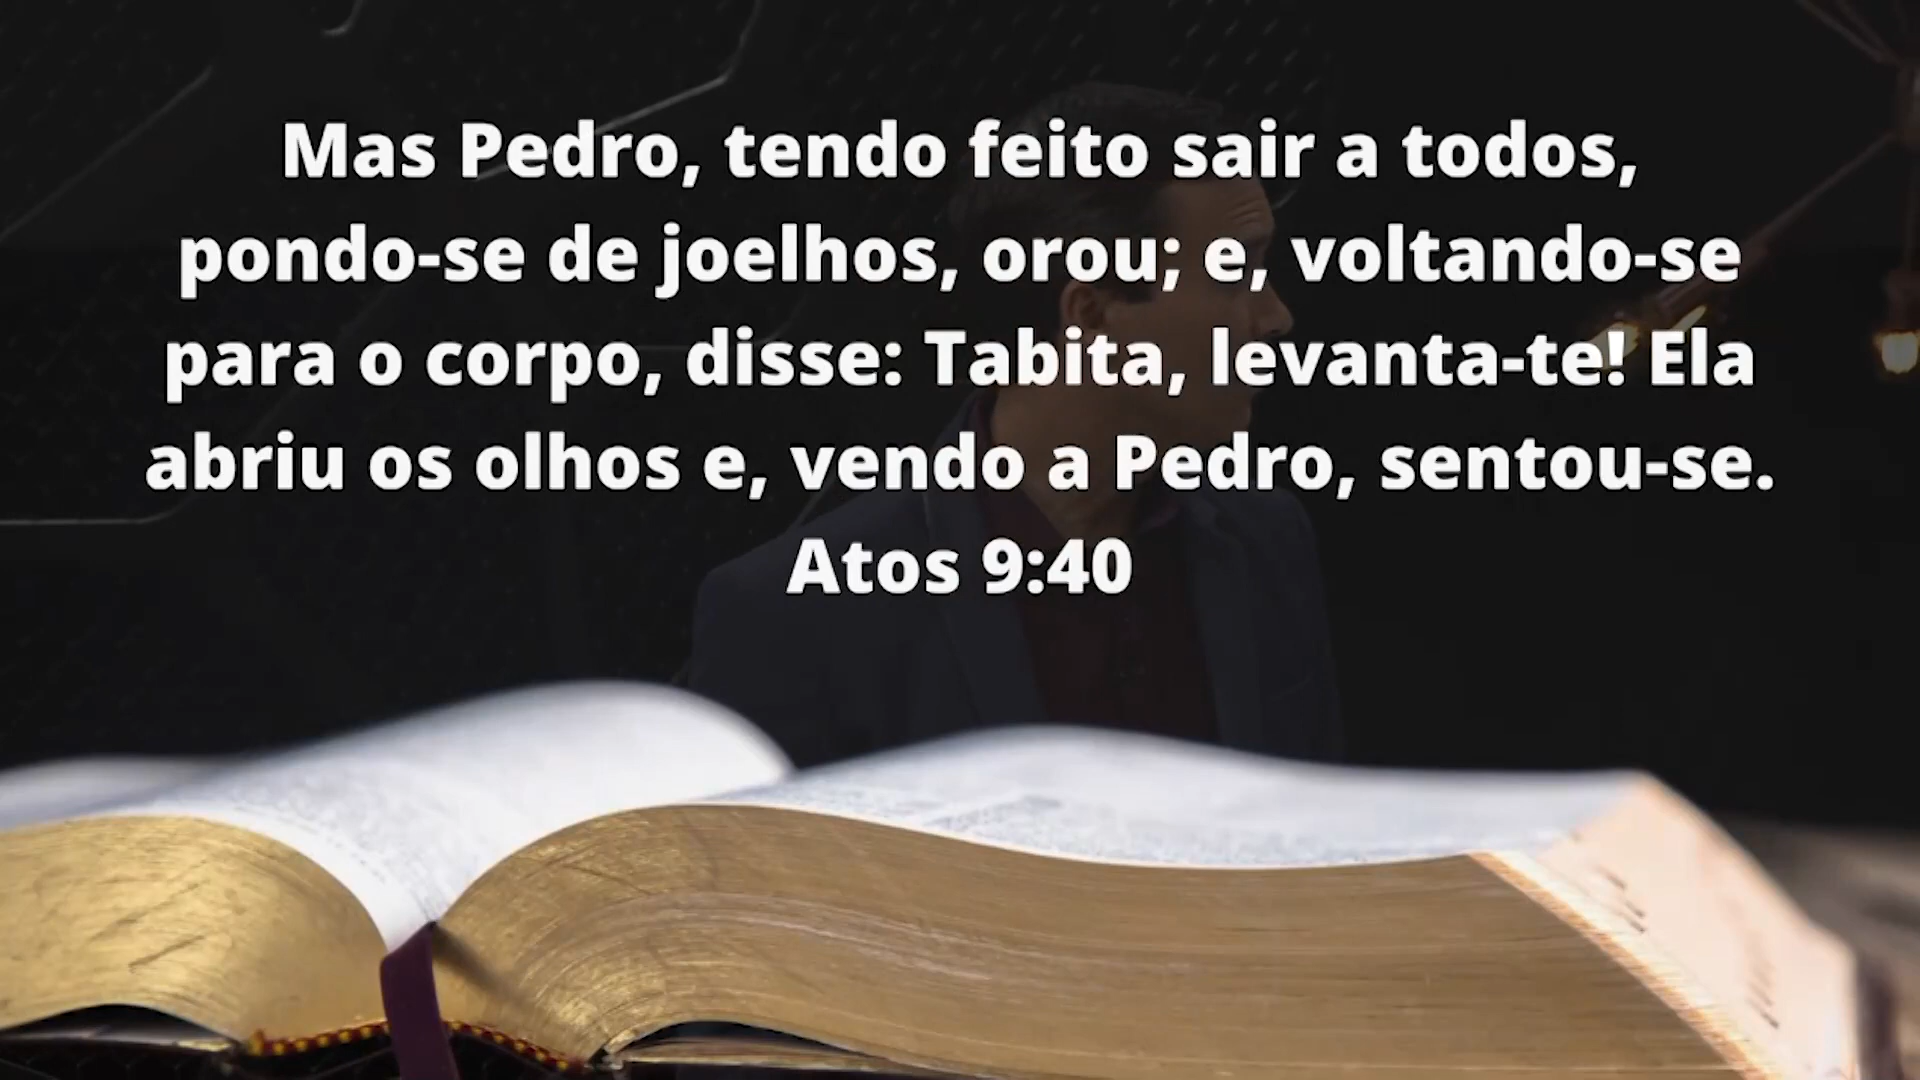 Mas Pedro, tendo feito sair a todos,
pondo-se de joelhos, orou; e, voltando-se
para o corpo, disse: Tabita, levanta-te! Ela
abriu os olhos e, vendo a Pedro, sentou-se.
Atos 9:40